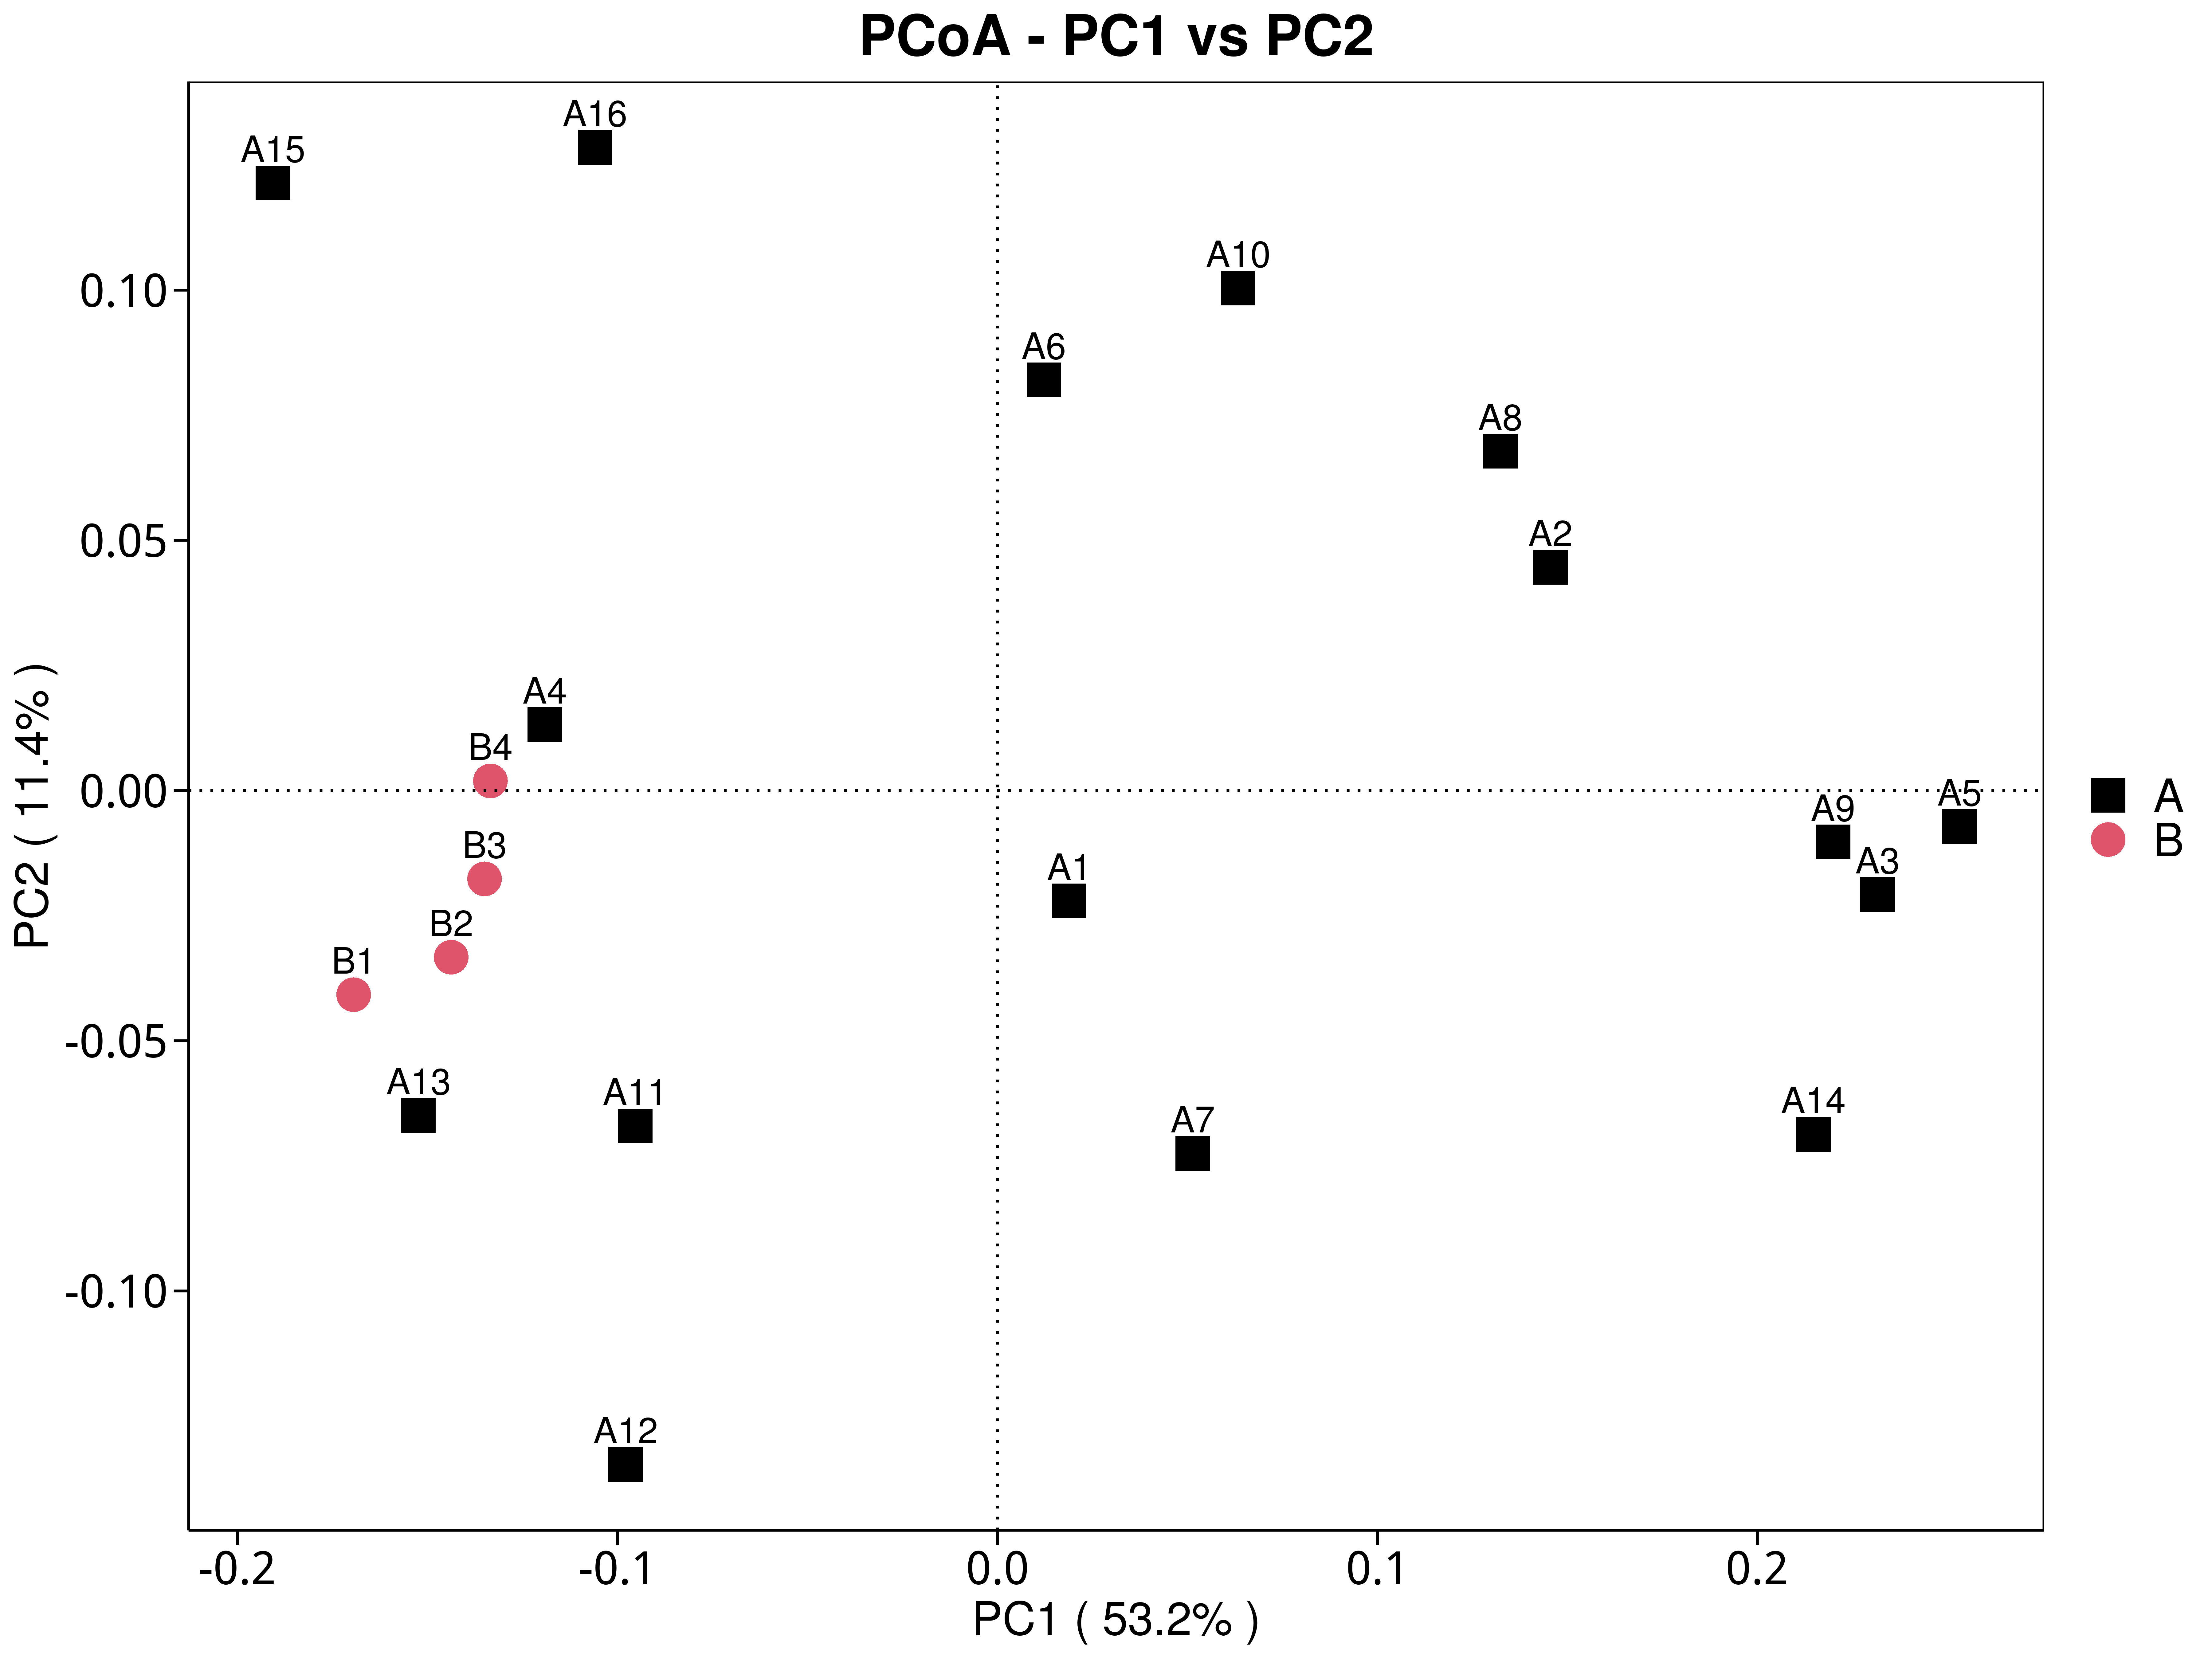 PCoA - PC1 vs PC2
A16
A15
A10
0.10
A6
A8
0.05
A2
A4
B4
0.00
A5
A9
A
B3
A3
A1
B
B2
B1
-0.05
A13
A11
A14
A7
-0.10
A12
-0.2 -0.1 0.0 0.1 0.2
PC1 ( 53.2% )
PC2 ( 11.4% )